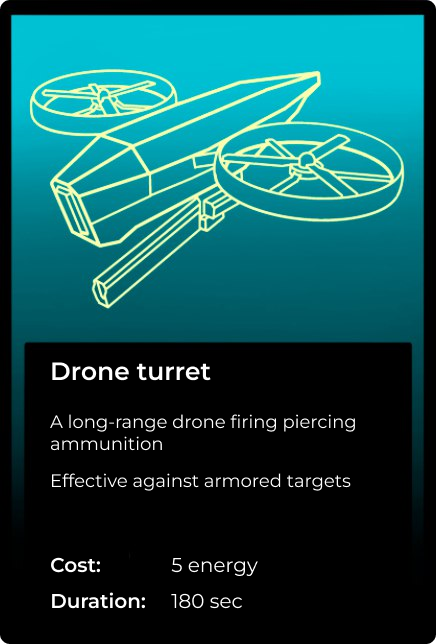 Drone turret
A long-range drone firing piercing
ammunition
Effective against armored targets
Cost: 5 energy
Duration: 180 sec